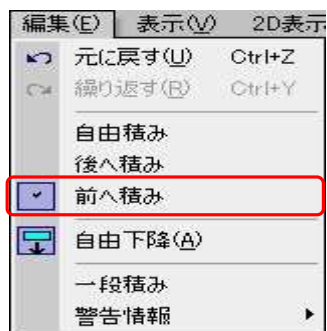 編集(E) 表示(V) 2D表示
元に戻す(U) Ctrl+Z
繰り返す(R) Ctrl+Y
自由積み
後へ積み
前へ積み
自由下降(A)
一段積み
警告情報